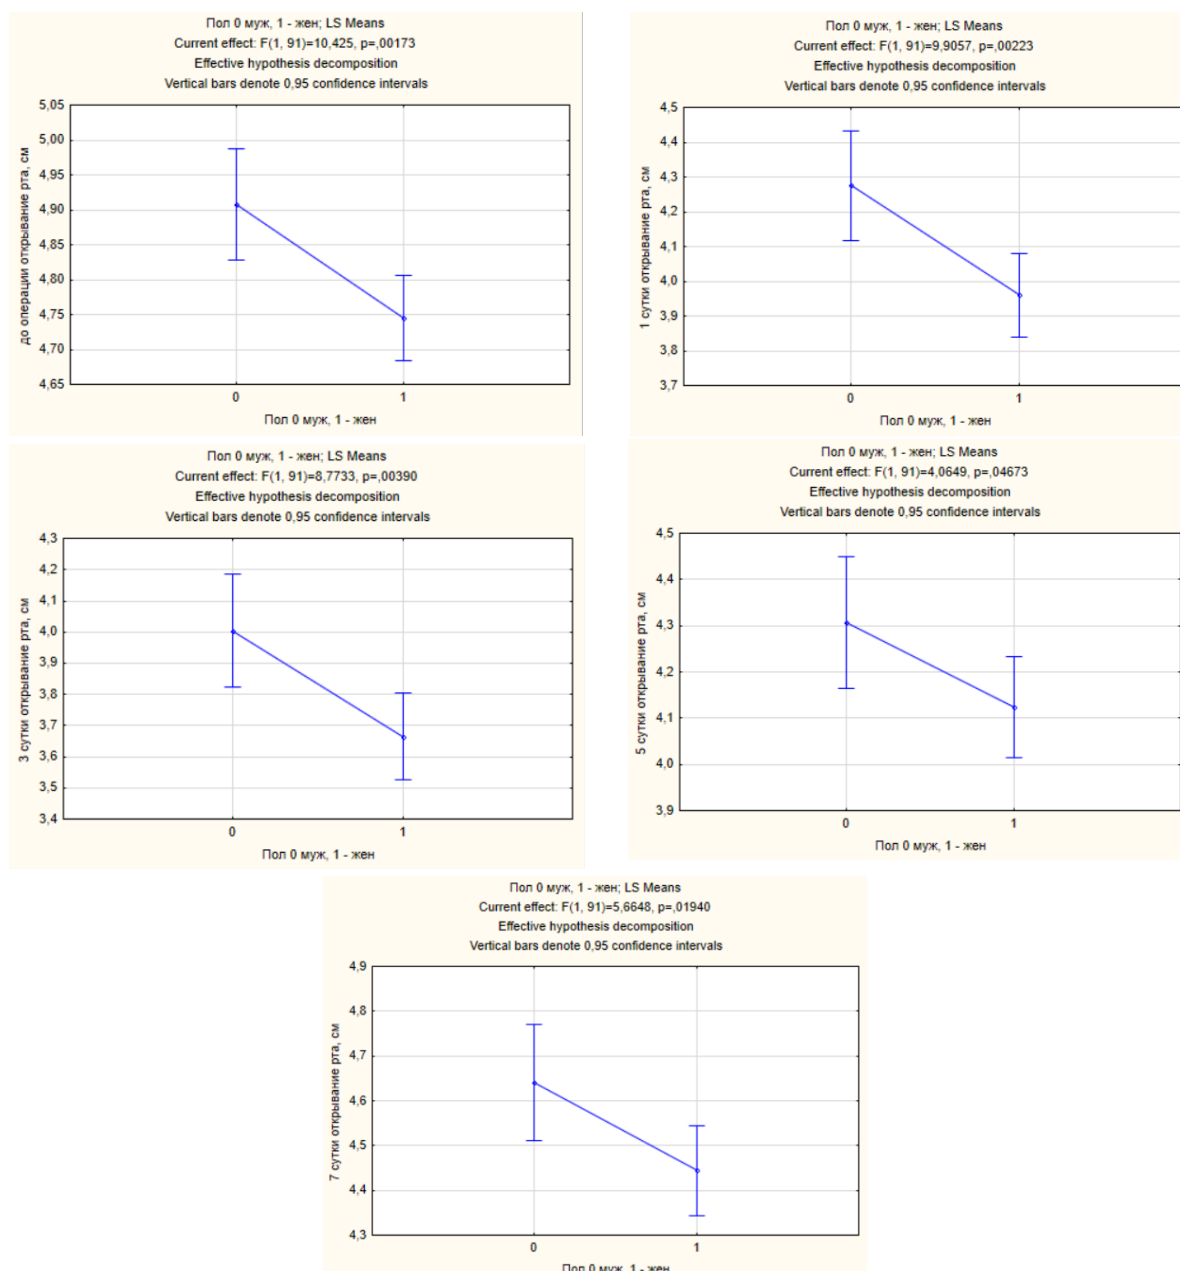 Пол 0 муж, 1 - жен; LS Means
Current effect: F(1, 91)=10,425, p=,00173
Effective hypothesis decomposition
Vertical bars denote 0,95 confidence intervals
5,05
5,00
4,95
4,90
4,85
4,80
4,75
4,70
4,65
до операции открывание рта, см
0
1
Пол 0 муж, 1 - жен
Пол 0 муж, 1 - жен; LS Means
Current effect: F(1, 91)=9,9057, p=,00223
Effective hypothesis decomposition
Vertical bars denote 0,95 confidence intervals
4,5
4,4
4,3
4,2
4,1
4,0
3,9
3,8
3,7
1 сутки открывание рта, см
0
1
Пол 0 муж, 1 - жен
Пол 0 муж, 1 - жен; LS Means
Current effect: F(1, 91)=8,7733, p=,00390
Effective hypothesis decomposition
Vertical bars denote 0,95 confidence intervals
4,3
4,2
4,1
4,0
3,9
3,8
3,7
3,6
3,5
3,4
3 сутки открывание рта, см
0
1
Пол 0 муж, 1 - жен
Пол 0 муж, 1 - жен; LS Means
Current effect: F(1, 91)=4,0649, p=,04673
Effective hypothesis decomposition
Vertical bars denote 0,95 confidence intervals
4,5
4,4
4,3
4,2
4,1
4,0
3,9
5 сутки открывание рта, см
0
1
Пол 0 муж, 1 - жен
Пол 0 муж, 1 - жен; LS Means
Current effect: F(1, 91)=5,6648, p=,01940
Effective hypothesis decomposition
Vertical bars denote 0,95 confidence intervals
4,9
4,8
4,7
4,6
4,5
4,4
4,3
7 сутки открывание рта, см
0
1
Пол 0 муж, 1 - жен